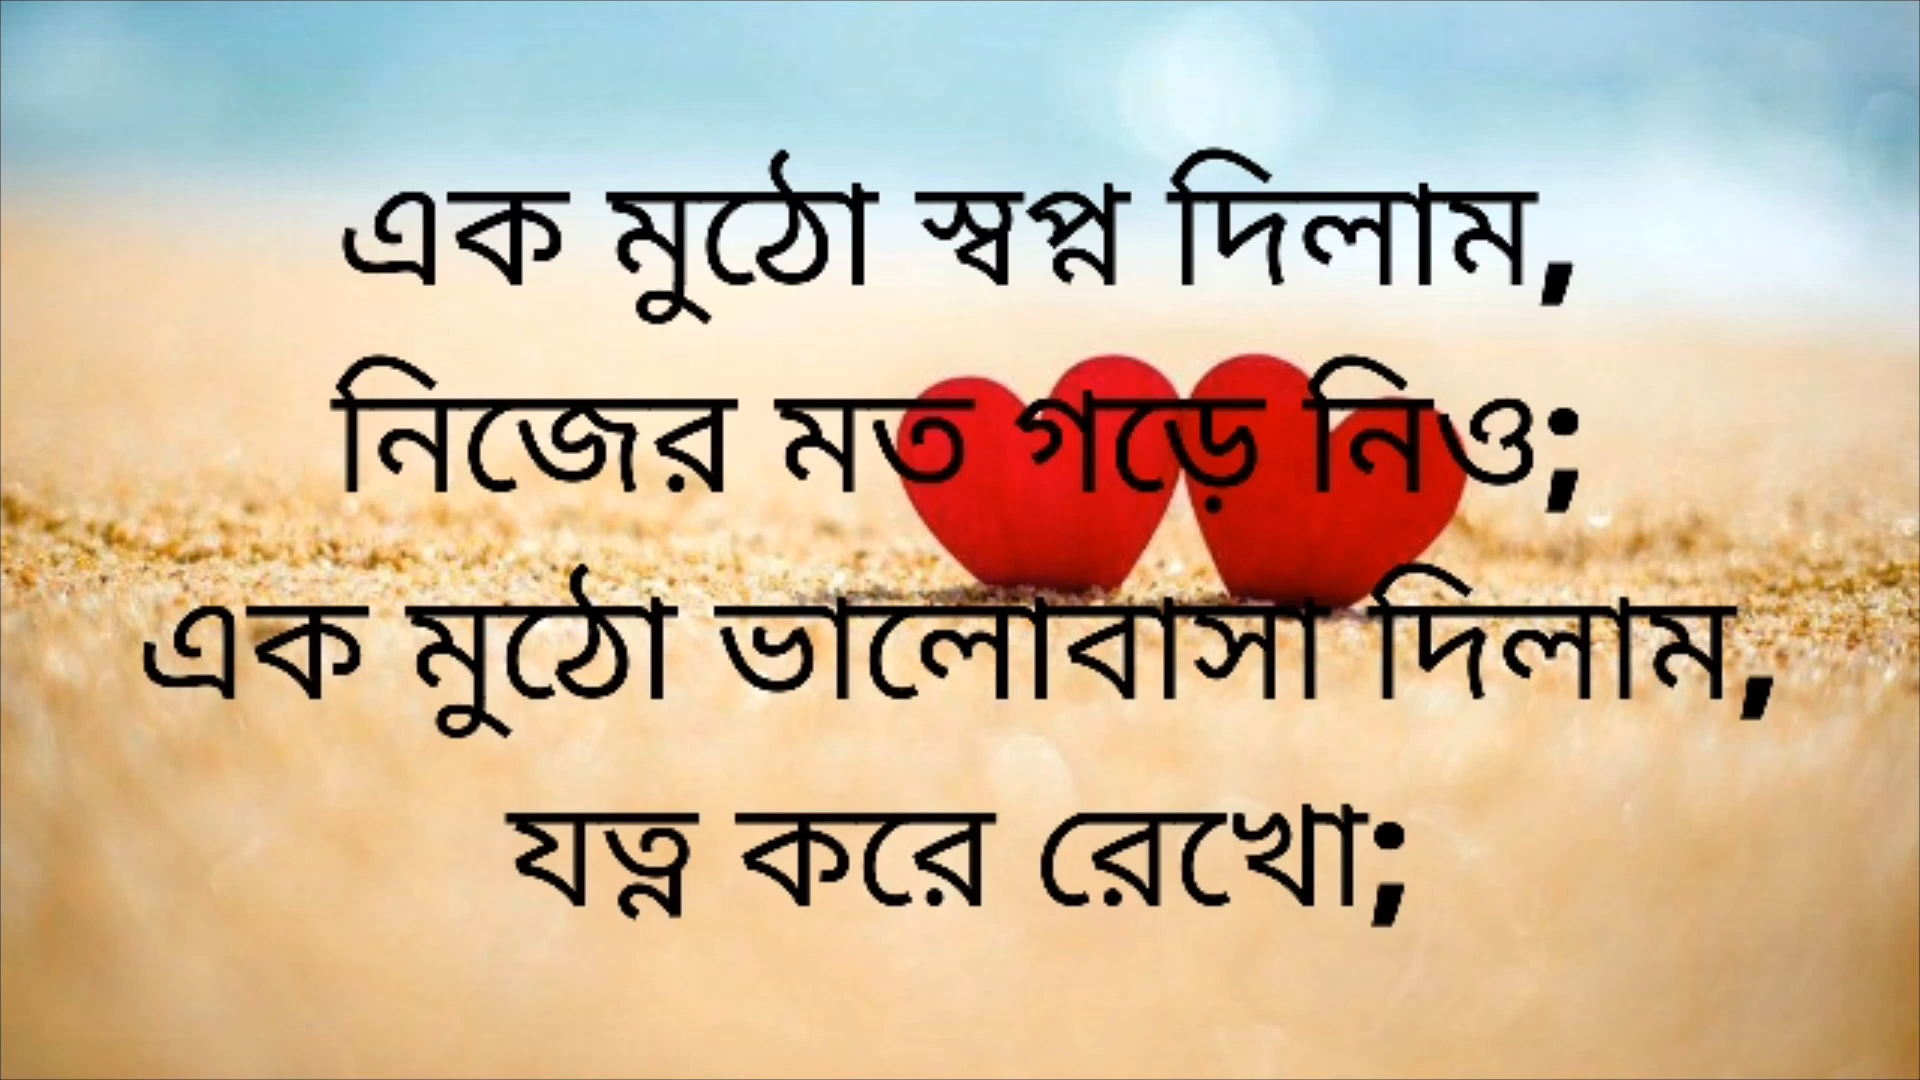 এক মুঠো স্বপ্ন দিলাম,
নিজের মত গড়ে নিও;
এক মুঠো ভালোবাসা দিলাম,
যত্ন করে রেখো;